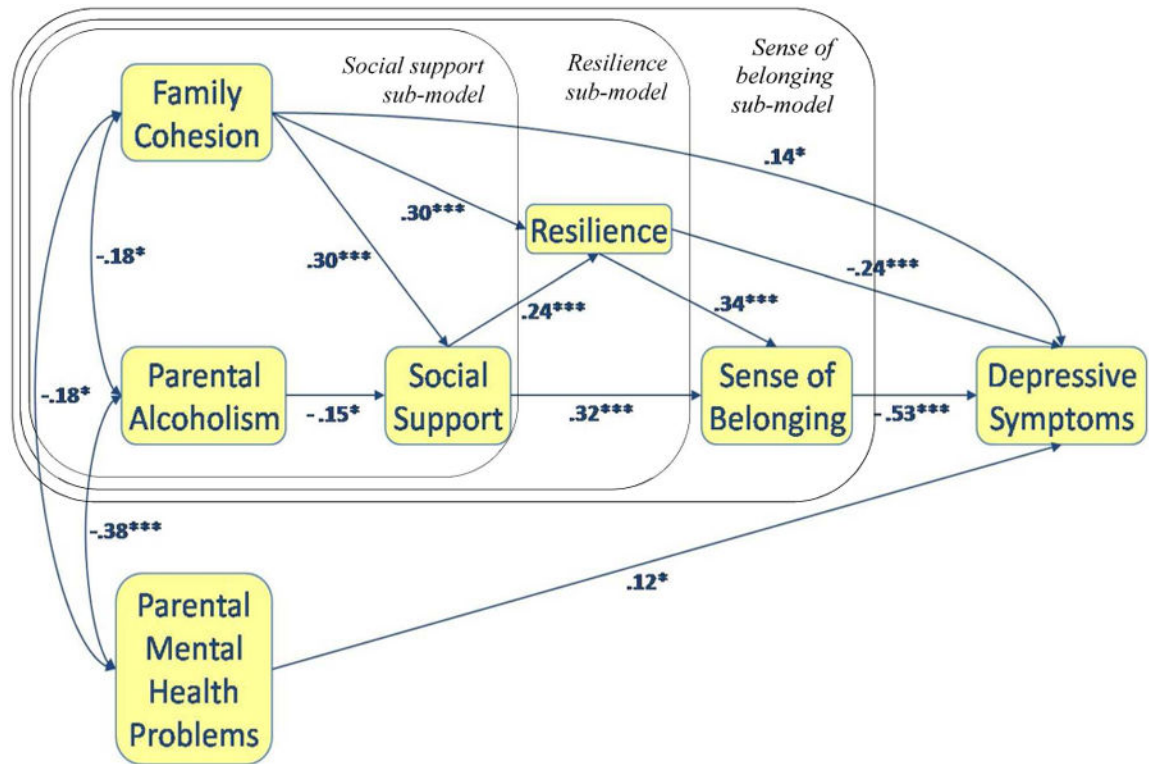 Social support
sub-model
Resilience
sub-model
Sense of
belonging
sub-model
Family
Cohesion
.14*
.30***
Resilience
-.18*
.30***
-.24***
.24***
.34***
Parental
Alcoholism
Social
Support
Sense of
Belonging
Depressive
Symptoms
-.18*
-.15*
.32***
-.53***
-.38***
.12*
Parental
Mental
Health
Problems